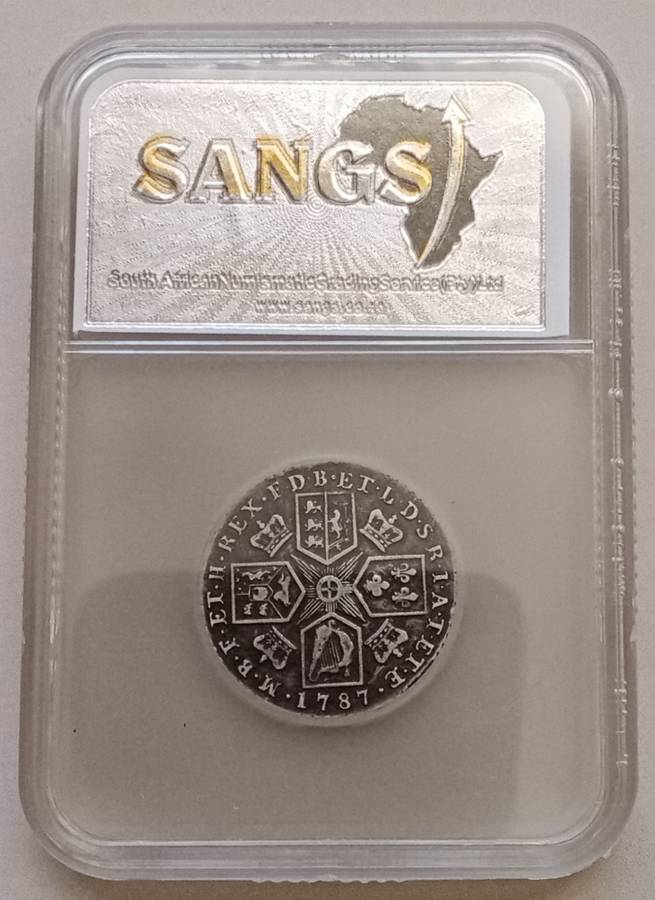 SANGS
South African Numismatic Grading Service (Pty) Ltd
www.sangs.co.za
·M·B·F·ET·H·REX·F·D·B·ET·L·D·S·R·I·A·T·ET·E·
1787